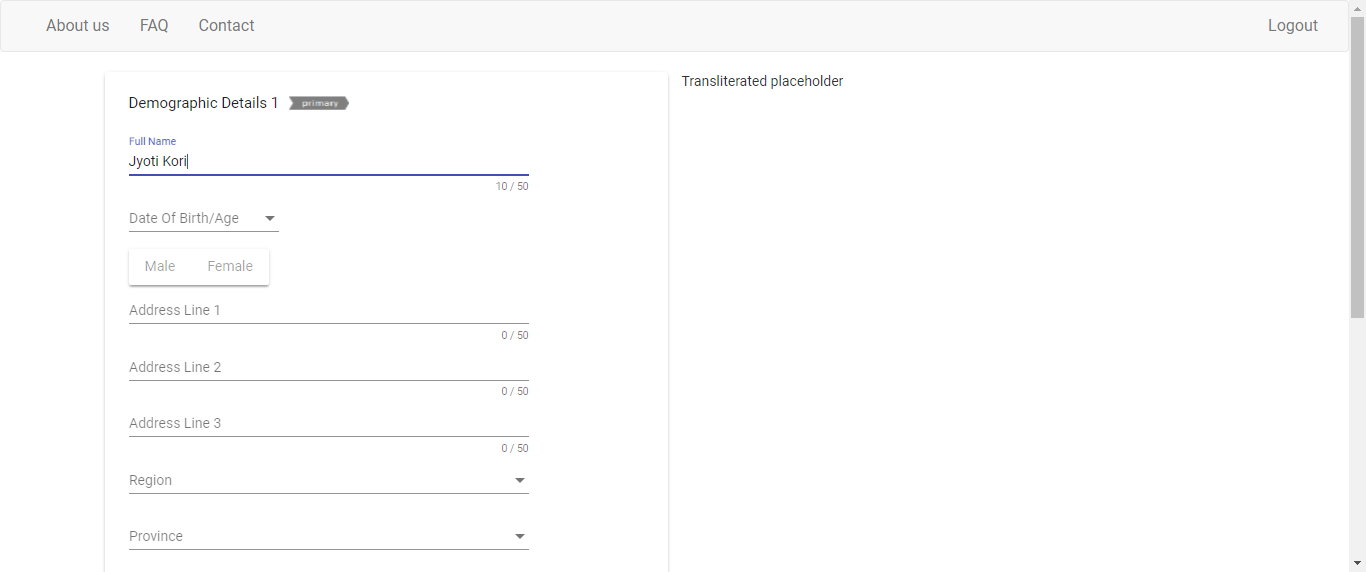 About us FAQ Contact Logout
Demographic Details 1 primary
Transliterated placeholder
Full Name
Jyoti Kori
10 / 50
Date Of Birth/Age
Male Female
Address Line 1
0 / 50
Address Line 2
0 / 50
Address Line 3
0 / 50
Region
Province